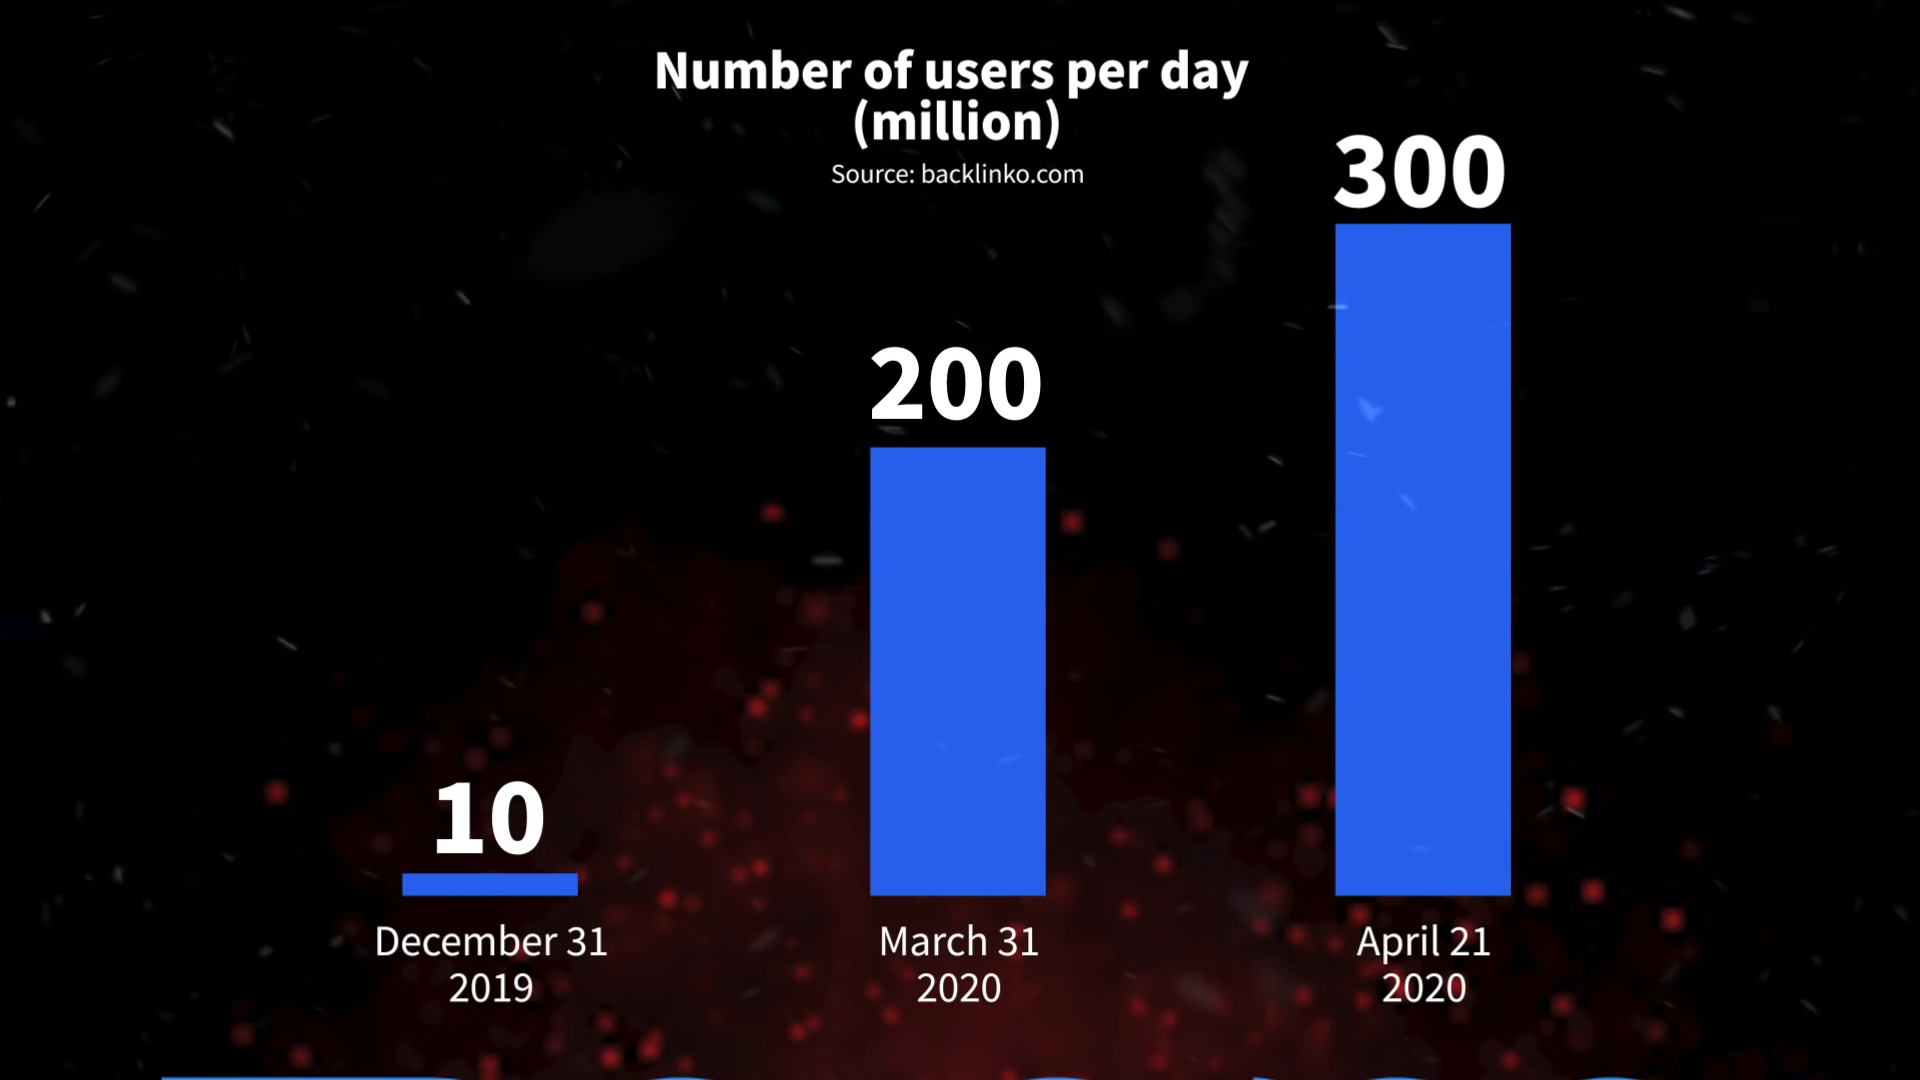 Number of users per day
(million)
Source: backlinko.com
300
200
10
December 31
2019
March 31
2020
April 21
2020